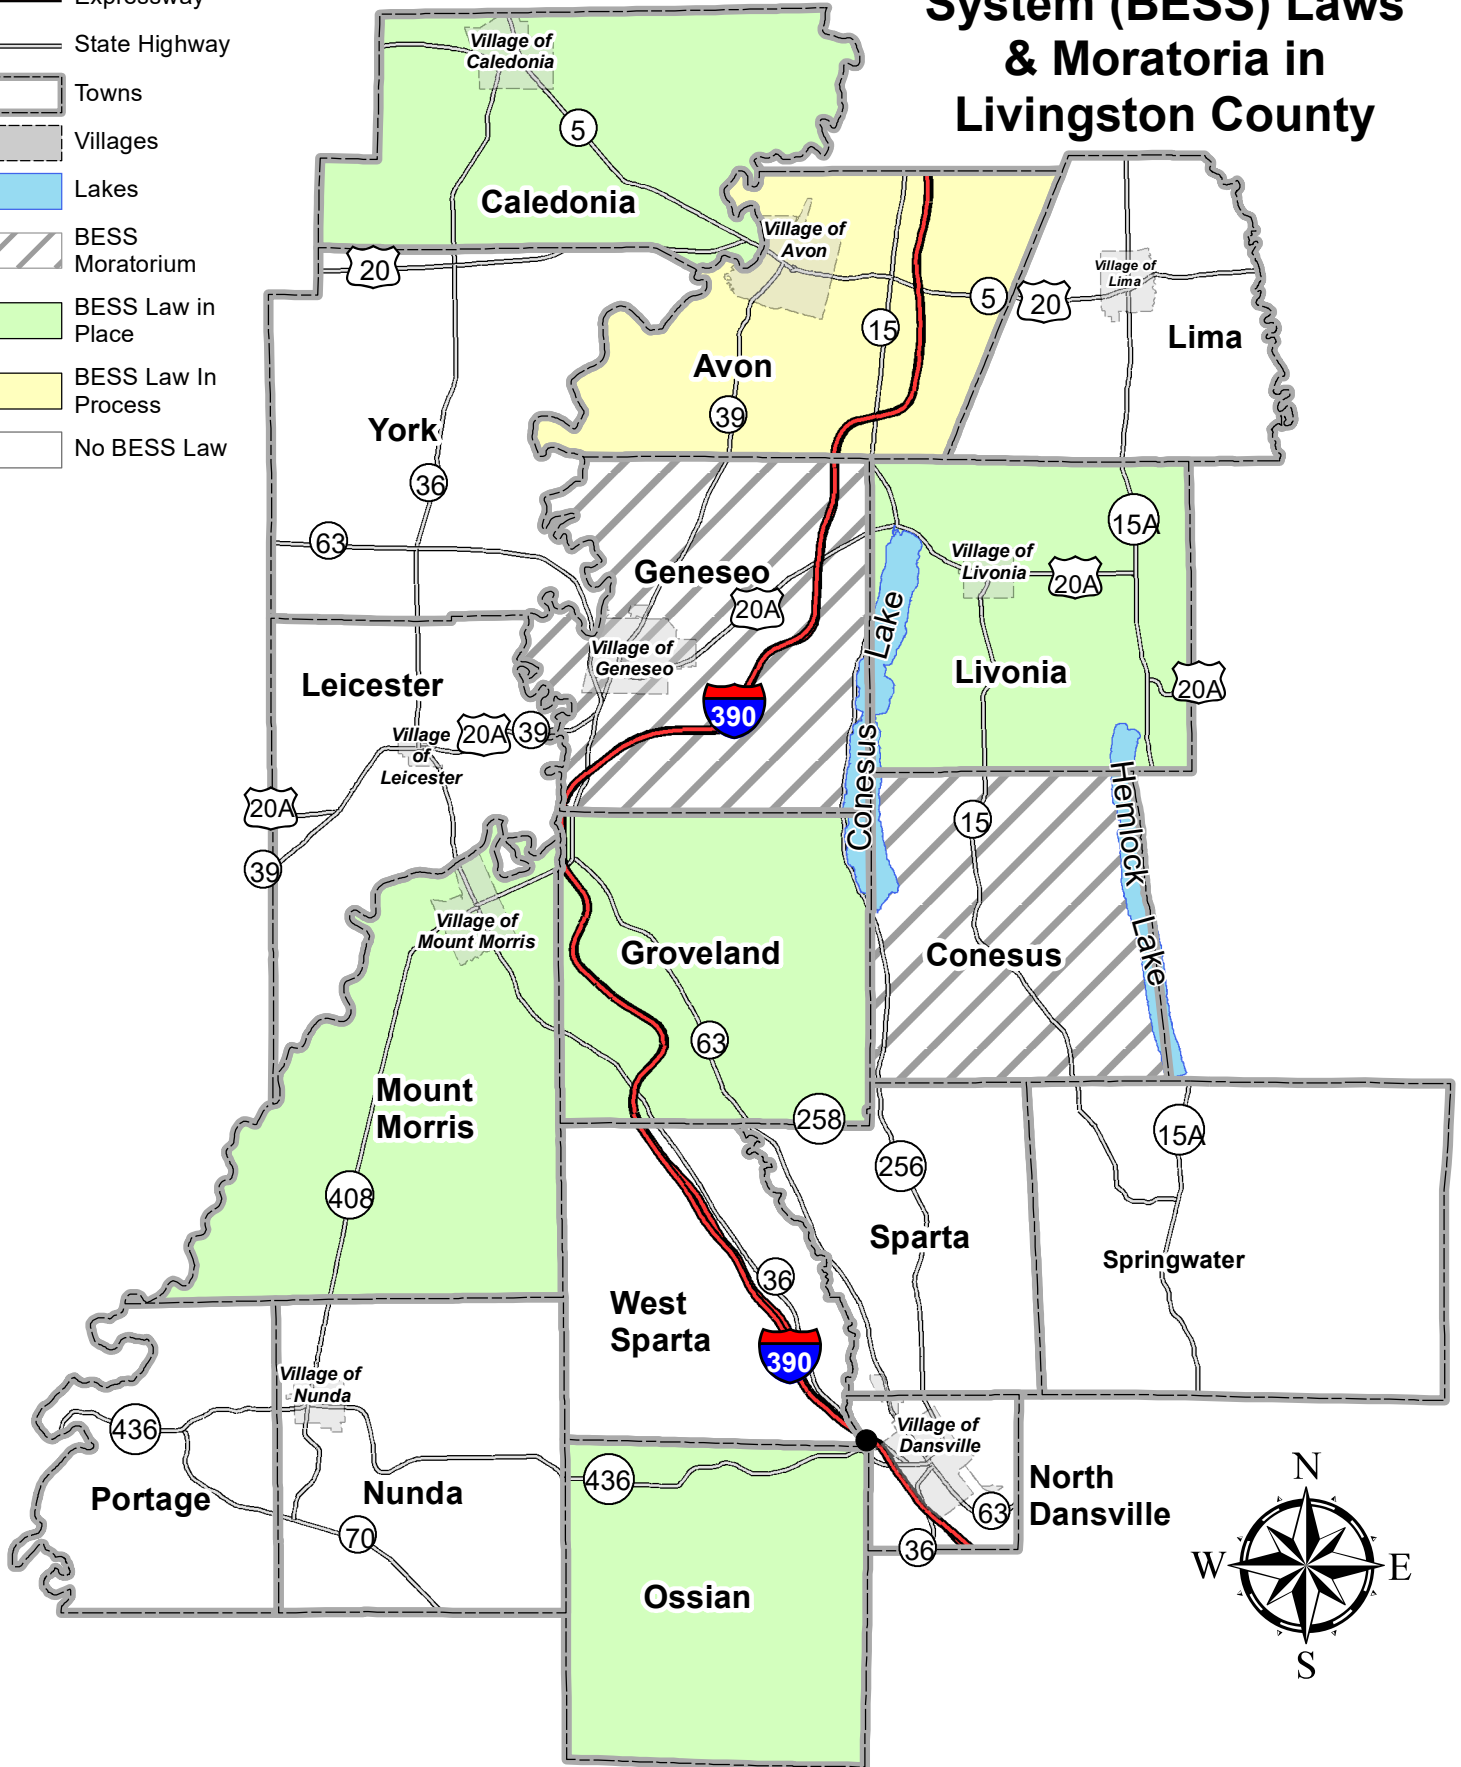 Expressway
State Highway
Towns
Villages
Lakes
BESS
Moratorium
BESS Law in
Place
BESS Law In
Process
No BESS Law
System (BESS) Laws
& Moratoria in
Livingston County
Village of
Caledonia
5
Caledonia
20
Village of
Avon
5
20
15
Village of
Lima
Lima
Avon
39
York
36
63
Geneseo
20A
Village of
Geneseo
390
15A
Village of
Livonia
20A
Livonia
20A
Conesus Lake
Leicester
20A
39
Village
of
Leicester
20A
39
15
Hemlock Lake
Conesus
Village of
Mount Morris
Groveland
63
258
Mount
Morris
408
256
15A
Sparta
Springwater
36
West
Sparta
390
Village of
Nunda
436
Portage
Nunda
70
436
Village of
Dansville
63
36
North
Dansville
Ossian
N
W
E
S